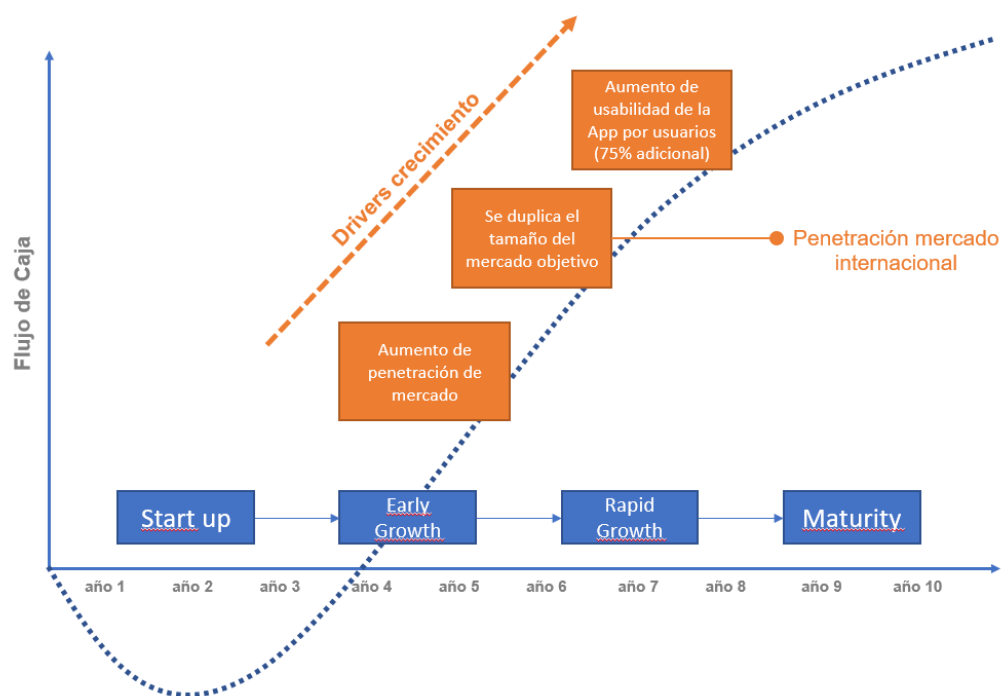 Aumento de
usabilidad de la
App por usuarios
(75% adicional)
Drivers crecimiento
Se duplica el
tamaño del
mercado objetivo
Penetración mercado
internacional
Flujo de Caja
Aumento de
penetración de
mercado
Start up
Early
Growth
Rapid
Growth
Maturity
año 1 año 2 año 3 año 4 año 5 año 6 año 7 año 8 año 9 año 10